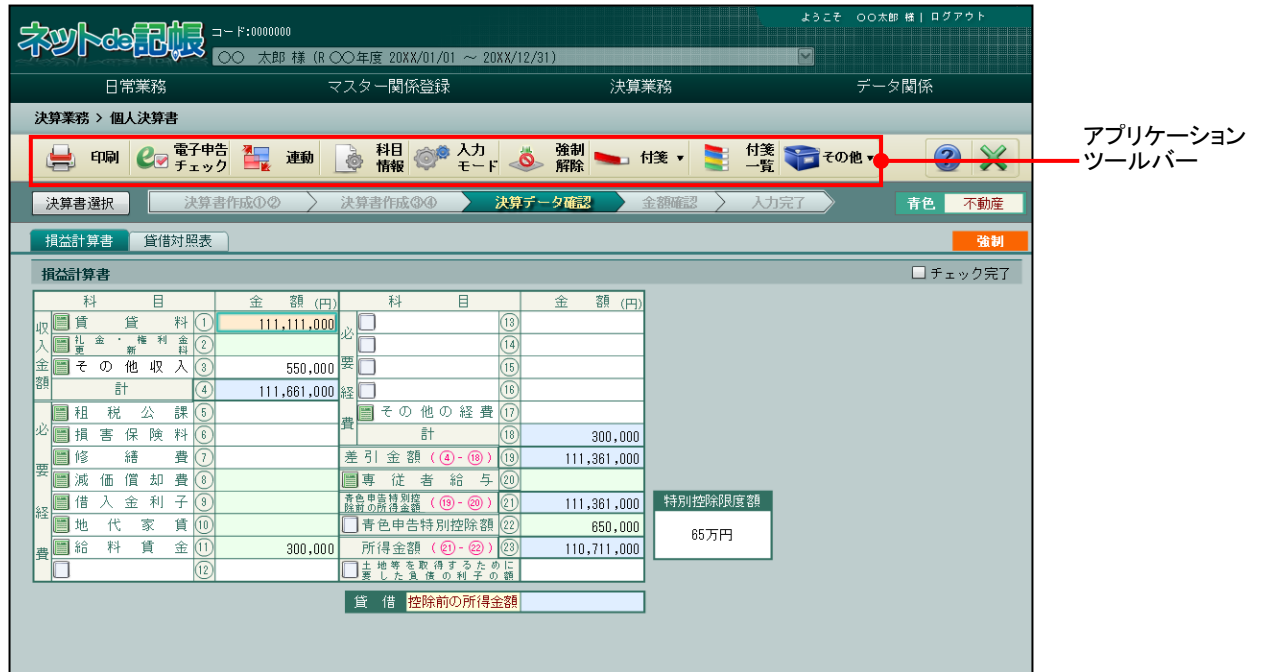 ネットde記帳
コード:0000000
ようこそ 〇〇太郎 様 | ログアウト
〇〇 太郎 様 (R〇〇年度 20XX/01/01 ~ 20XX/12/31)
日常業務 マスター関係登録 決算業務 データ関係
決算業務 > 個人決算書
印刷 電子申告チェック 連動 科目情報 入力モード 強制解除 付箋 ▼ 付箋一覧 その他 ▼
アプリケーション
ツールバー
決算書選択 決算書作成①② 決算書作成③④ 決算データ確認 金額確認 入力完了 青色 不動産
損益計算書 貸借対照表 強制
損益計算書 チェック完了
科目 金額 (円) 科目 金額 (円)
収入金額
賃貸料 ① 111,111,000
礼金・権利金更新料 ②
その他収入 ③ 550,000
計 ④ 111,661,000
必要経費
租税公課 ⑤
損害保険料 ⑥
修繕費 ⑦
減価償却費 ⑧
借入金利子 ⑨
地代家賃 ⑩
給料賃金 ⑪ 300,000
⑫
必要経費
⑬
⑭
⑮
⑯
その他の経費 ⑰
計 ⑱ 300,000
差引金額 (④-⑱) ⑲ 111,361,000
専従者給与 ⑳
青色申告特別控除前の所得金額 (⑲-⑳) ㉑ 111,361,000
青色申告特別控除額 ㉒ 650,000
所得金額 (㉑-㉒) ㉓ 110,711,000
土地等を取得するために要した負債の利子の額
貸借 控除前の所得金額
特別控除限度額
65万円